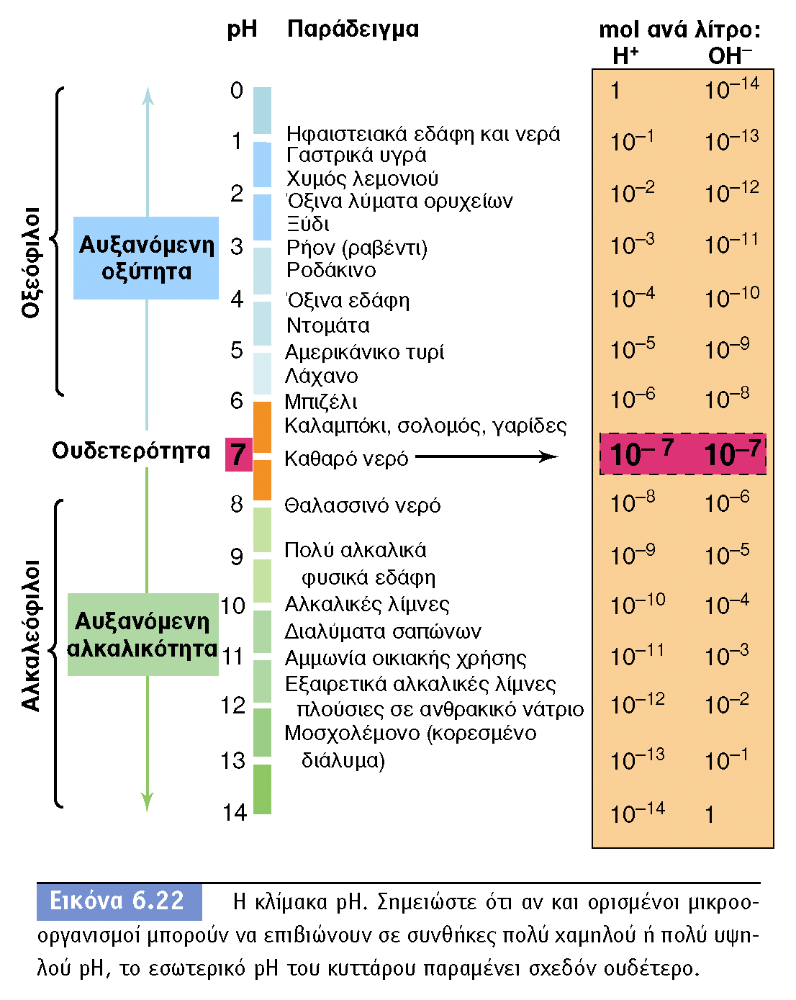 pH Παράδειγμα mol ανά λίτρο:
H⁺ OH⁻
0 1 10⁻¹⁴
Ηφαιστειακά εδάφη και νερά
1 10⁻¹ 10⁻¹³
Γαστρικά υγρά
Χυμός λεμονιού
2 10⁻² 10⁻¹²
Όξινα λύματα ορυχείων
Ξύδι
3 Ρήον (ραβέντι) 10⁻³ 10⁻¹¹
Ροδάκινο
4 Όξινα εδάφη 10⁻⁴ 10⁻¹⁰
Ντομάτα
5 Αμερικάνικο τυρί 10⁻⁵ 10⁻⁹
Λάχανο
6 Μπιζέλι 10⁻⁶ 10⁻⁸
Καλαμπόκι, σολομός, γαρίδες
Ουδετερότητα 7 Καθαρό νερό 10⁻⁷ 10⁻⁷
8 Θαλασσινό νερό 10⁻⁸ 10⁻⁶
9 Πολύ αλκαλικά 10⁻⁹ 10⁻⁵
φυσικά εδάφη
10 Αλκαλικές λίμνες 10⁻¹⁰ 10⁻⁴
Διαλύματα σαπώνων
11 Αμμωνία οικιακής χρήσης 10⁻¹¹ 10⁻³
Εξαιρετικά αλκαλικές λίμνες
12 πλούσιες σε ανθρακικό νάτριο 10⁻¹² 10⁻²
Μοσχολέμονο (κορεσμένο
13 διάλυμα) 10⁻¹³ 10⁻¹
14 10⁻¹⁴ 1
Οξεόφιλοι
Αυξανόμενη
οξύτητα
Αλκαλεόφιλοι
Αυξανόμενη
αλκαλικότητα
Εικόνα 6.22 Η κλίμακα pH. Σημειώστε ότι αν και ορισμένοι μικροο-
οργανισμοί μπορούν να επιβιώνουν σε συνθήκες πολύ χαμηλού ή πολύ υψη-
λού pH, το εσωτερικό pH του κυττάρου παραμένει σχεδόν ουδέτερο.